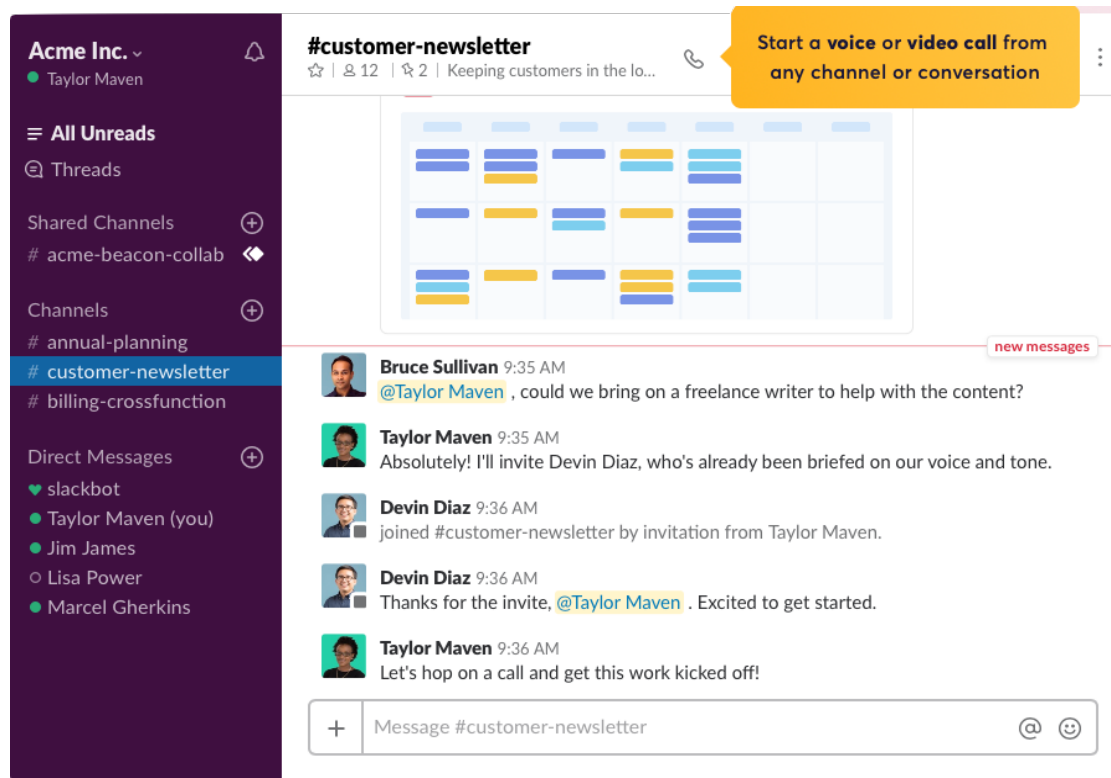 Acme Inc.
Taylor Maven
All Unreads
Threads
Shared Channels
# acme-beacon-collab
Channels
# annual-planning
# customer-newsletter
# billing-crossfunction
Direct Messages
slackbot
Taylor Maven (you)
Jim James
Lisa Power
Marcel Gherkins
#customer-newsletter
12 | 2 | Keeping customers in the lo...
Start a voice or video call from
any channel or conversation
new messages
Bruce Sullivan 9:35 AM
@Taylor Maven , could we bring on a freelance writer to help with the content?
Taylor Maven 9:35 AM
Absolutely! I'll invite Devin Diaz, who's already been briefed on our voice and tone.
Devin Diaz 9:36 AM
joined #customer-newsletter by invitation from Taylor Maven.
Devin Diaz 9:36 AM
Thanks for the invite, @Taylor Maven . Excited to get started.
Taylor Maven 9:36 AM
Let's hop on a call and get this work kicked off!
Message #customer-newsletter